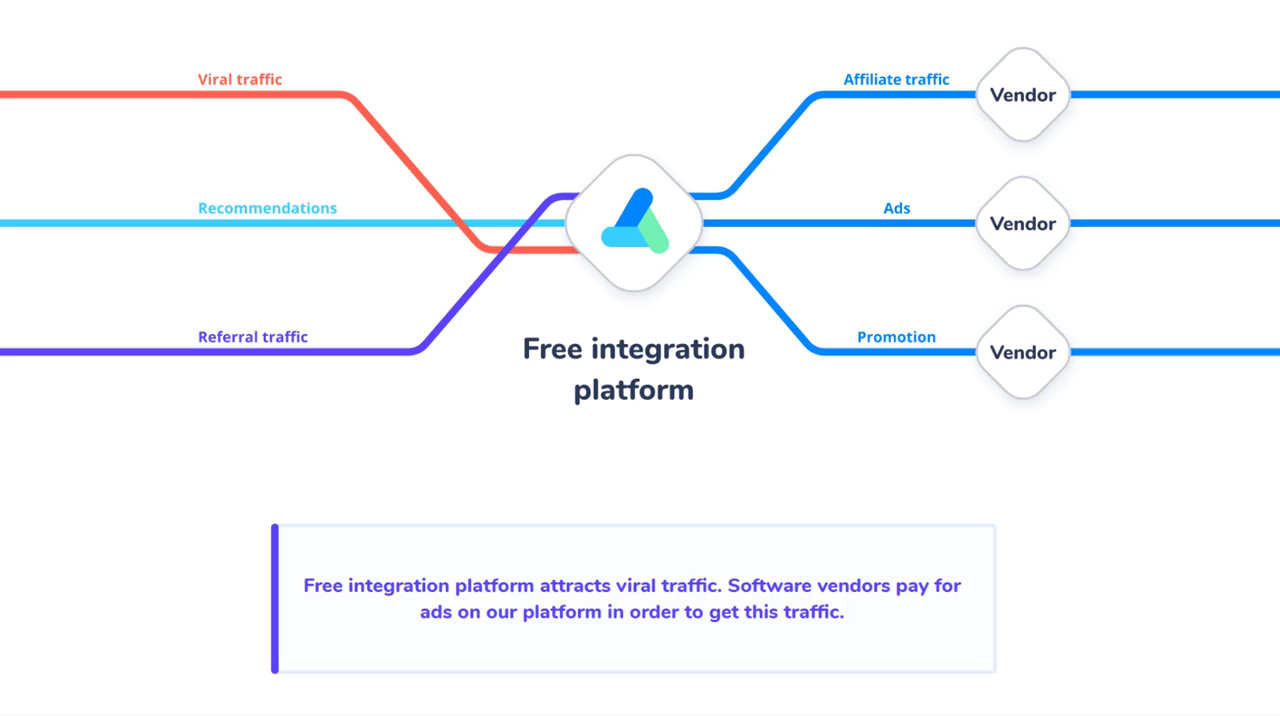 Viral traffic
Affiliate traffic
Vendor
Recommendations
Ads
Vendor
Referral traffic
Promotion
Vendor
Free integration
platform
Free integration platform attracts viral traffic. Software vendors pay for
ads on our platform in order to get this traffic.